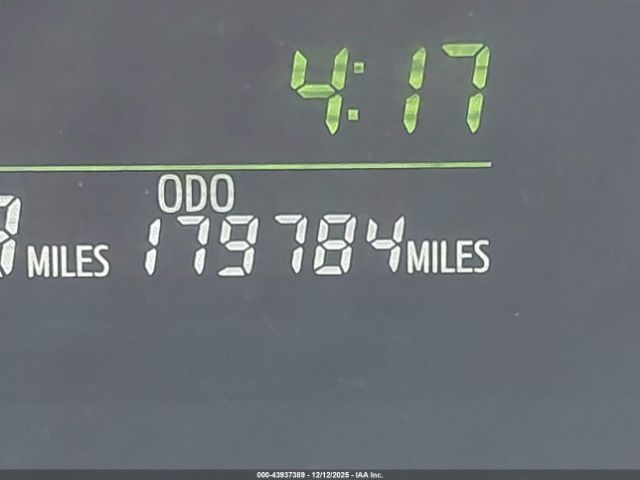 4:17
ODO
MILES 179784 MILES
000-43937389 - 12/12/2025 - IAA Inc.